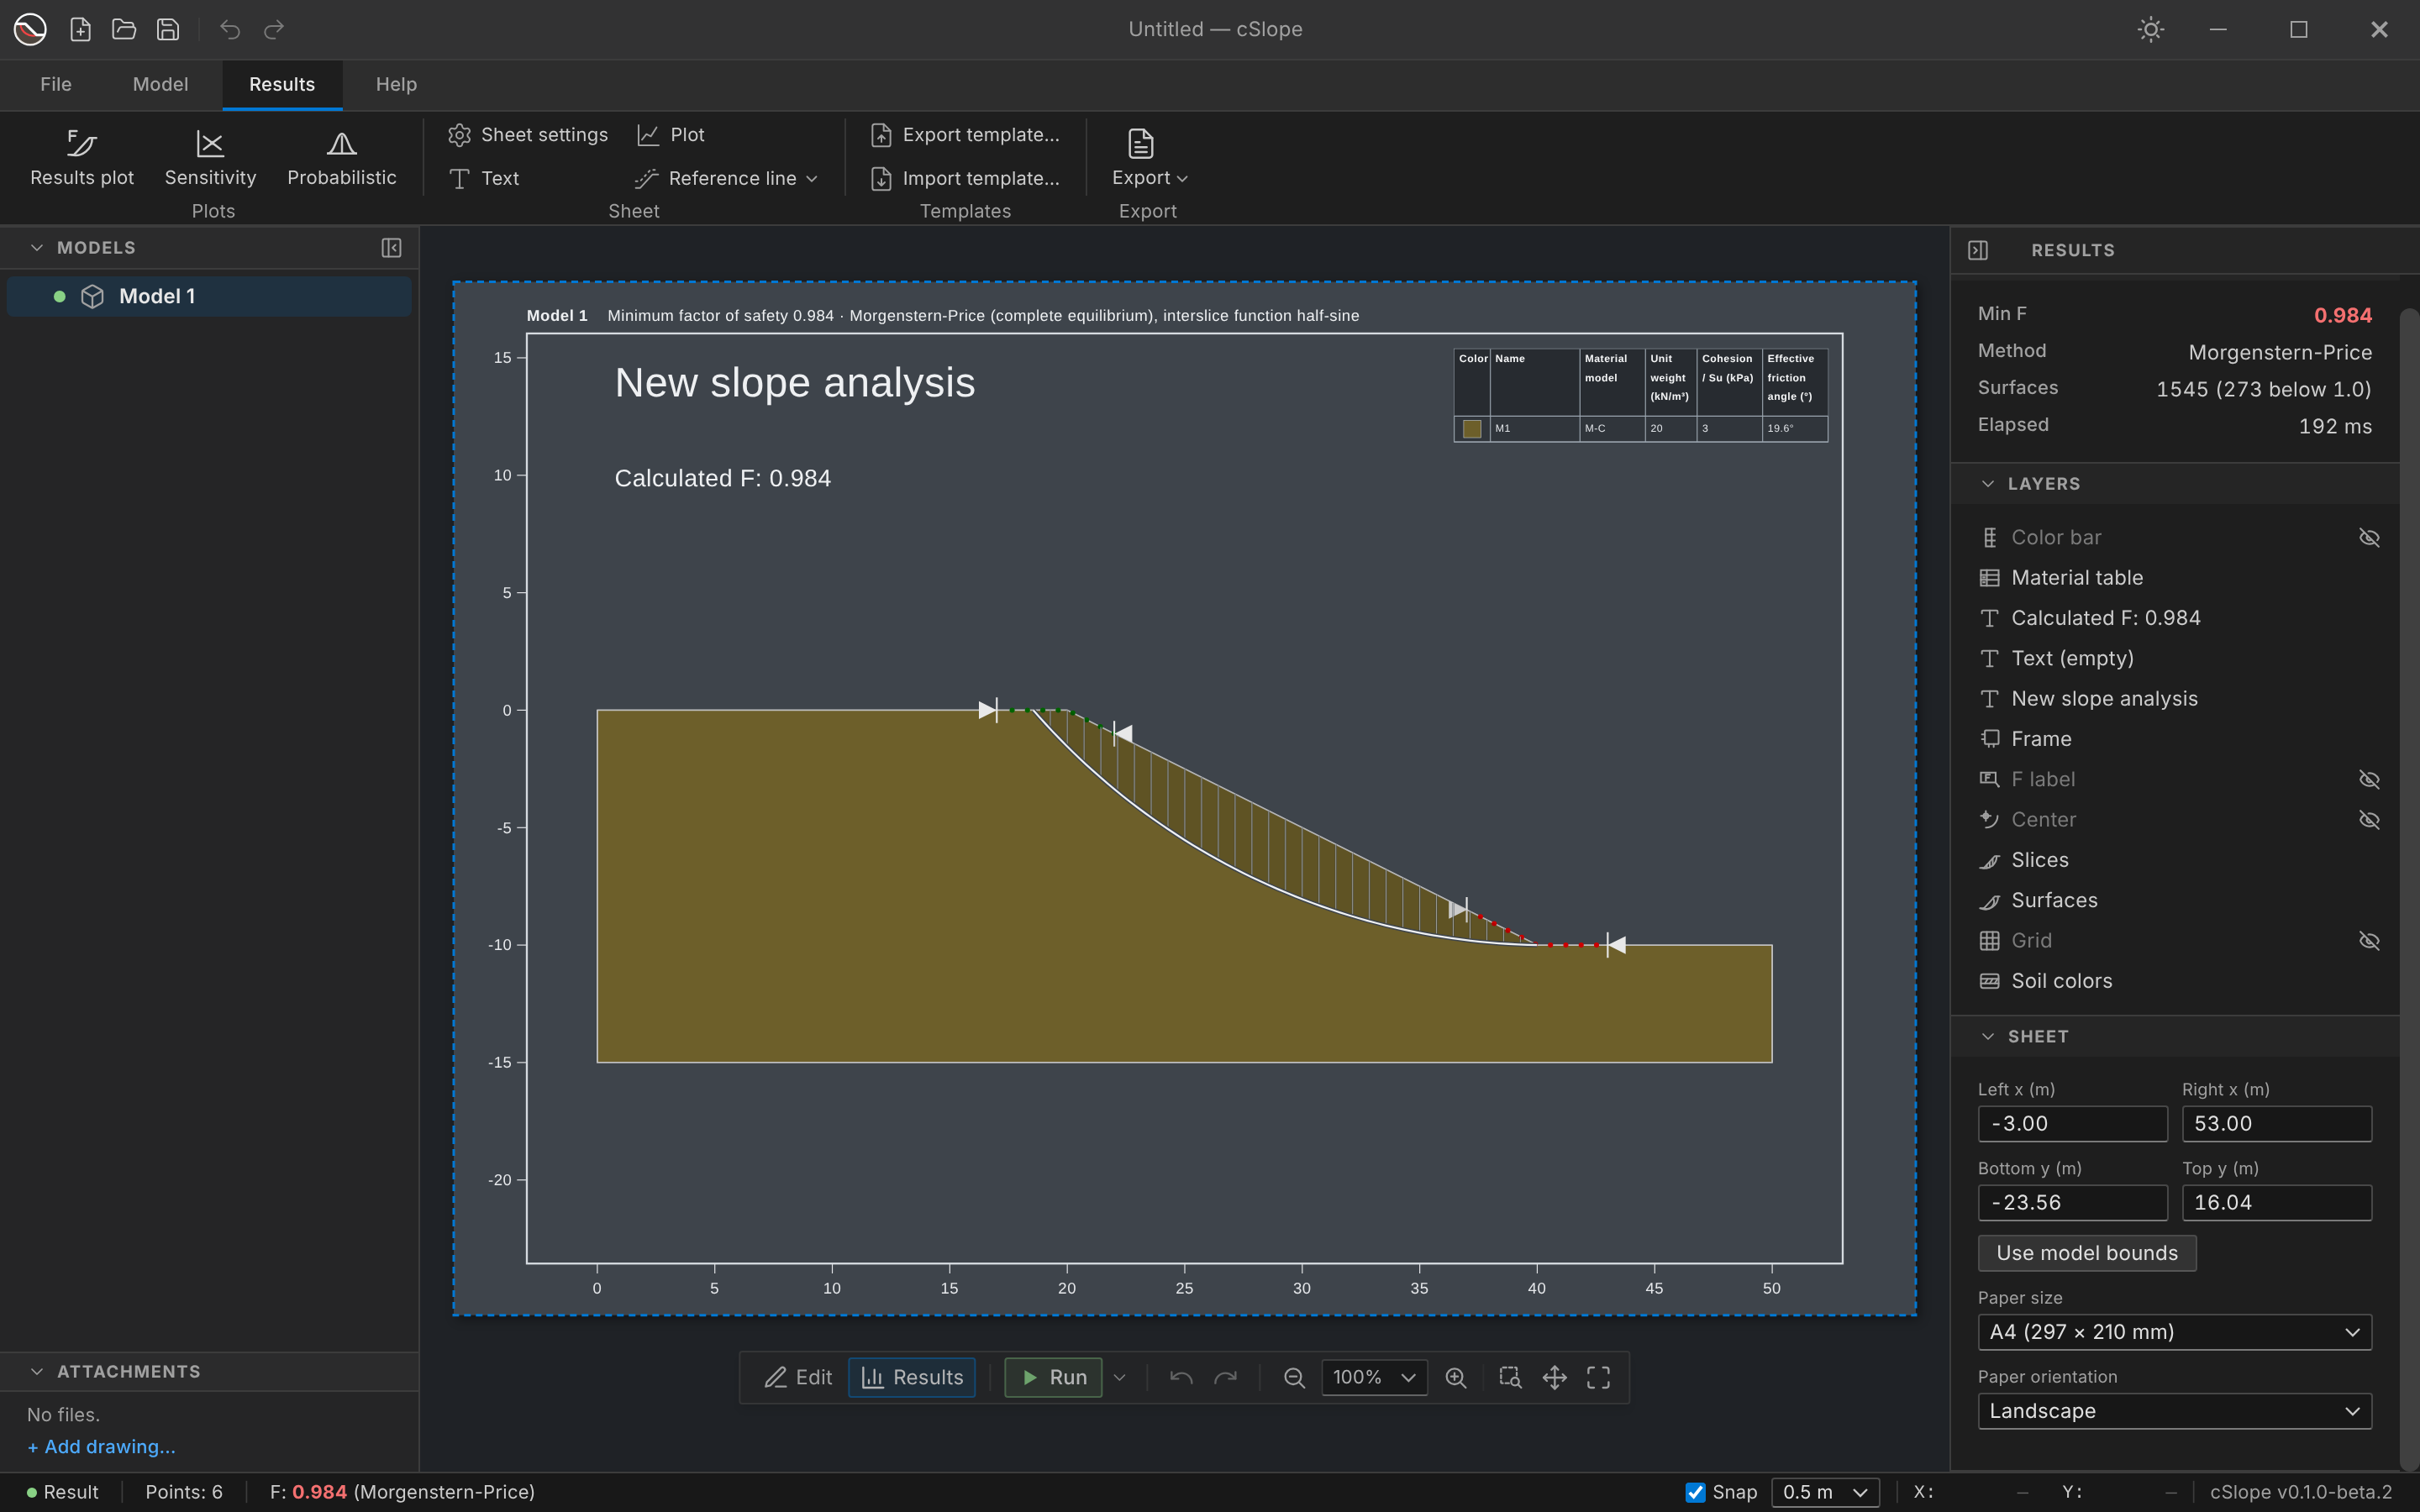 Untitled — cSlope
File Model Results Help
Results plot Sensitivity Probabilistic
Plots
Sheet settings Plot
Text Reference line
Sheet
Export template...
Import template...
Templates
Export
Export
MODELS
Model 1
ATTACHMENTS
No files.
+ Add drawing...
Model 1 Minimum factor of safety 0.984 · Morgenstern-Price (complete equilibrium), interslice function half-sine
New slope analysis
Calculated F: 0.984
Color Name Material model Unit weight (kN/m³) Cohesion / Su (kPa) Effective friction angle (°)
M1 M-C 20 3 19.6°
15
10
5
0
-5
-10
-15
-20
0 5 10 15 20 25 30 35 40 45 50
Edit Results Run 100%
RESULTS
Min F 0.984
Method Morgenstern-Price
Surfaces 1545 (273 below 1.0)
Elapsed 192 ms
LAYERS
Color bar
Material table
Calculated F: 0.984
Text (empty)
New slope analysis
Frame
F label
Center
Slices
Surfaces
Grid
Soil colors
SHEET
Left x (m) Right x (m)
-3.00 53.00
Bottom y (m) Top y (m)
-23.56 16.04
Use model bounds
Paper size
A4 (297 × 210 mm)
Paper orientation
Landscape
Result Points: 6 F: 0.984 (Morgenstern-Price) Snap 0.5 m X: – Y: – cSlope v0.1.0-beta.2